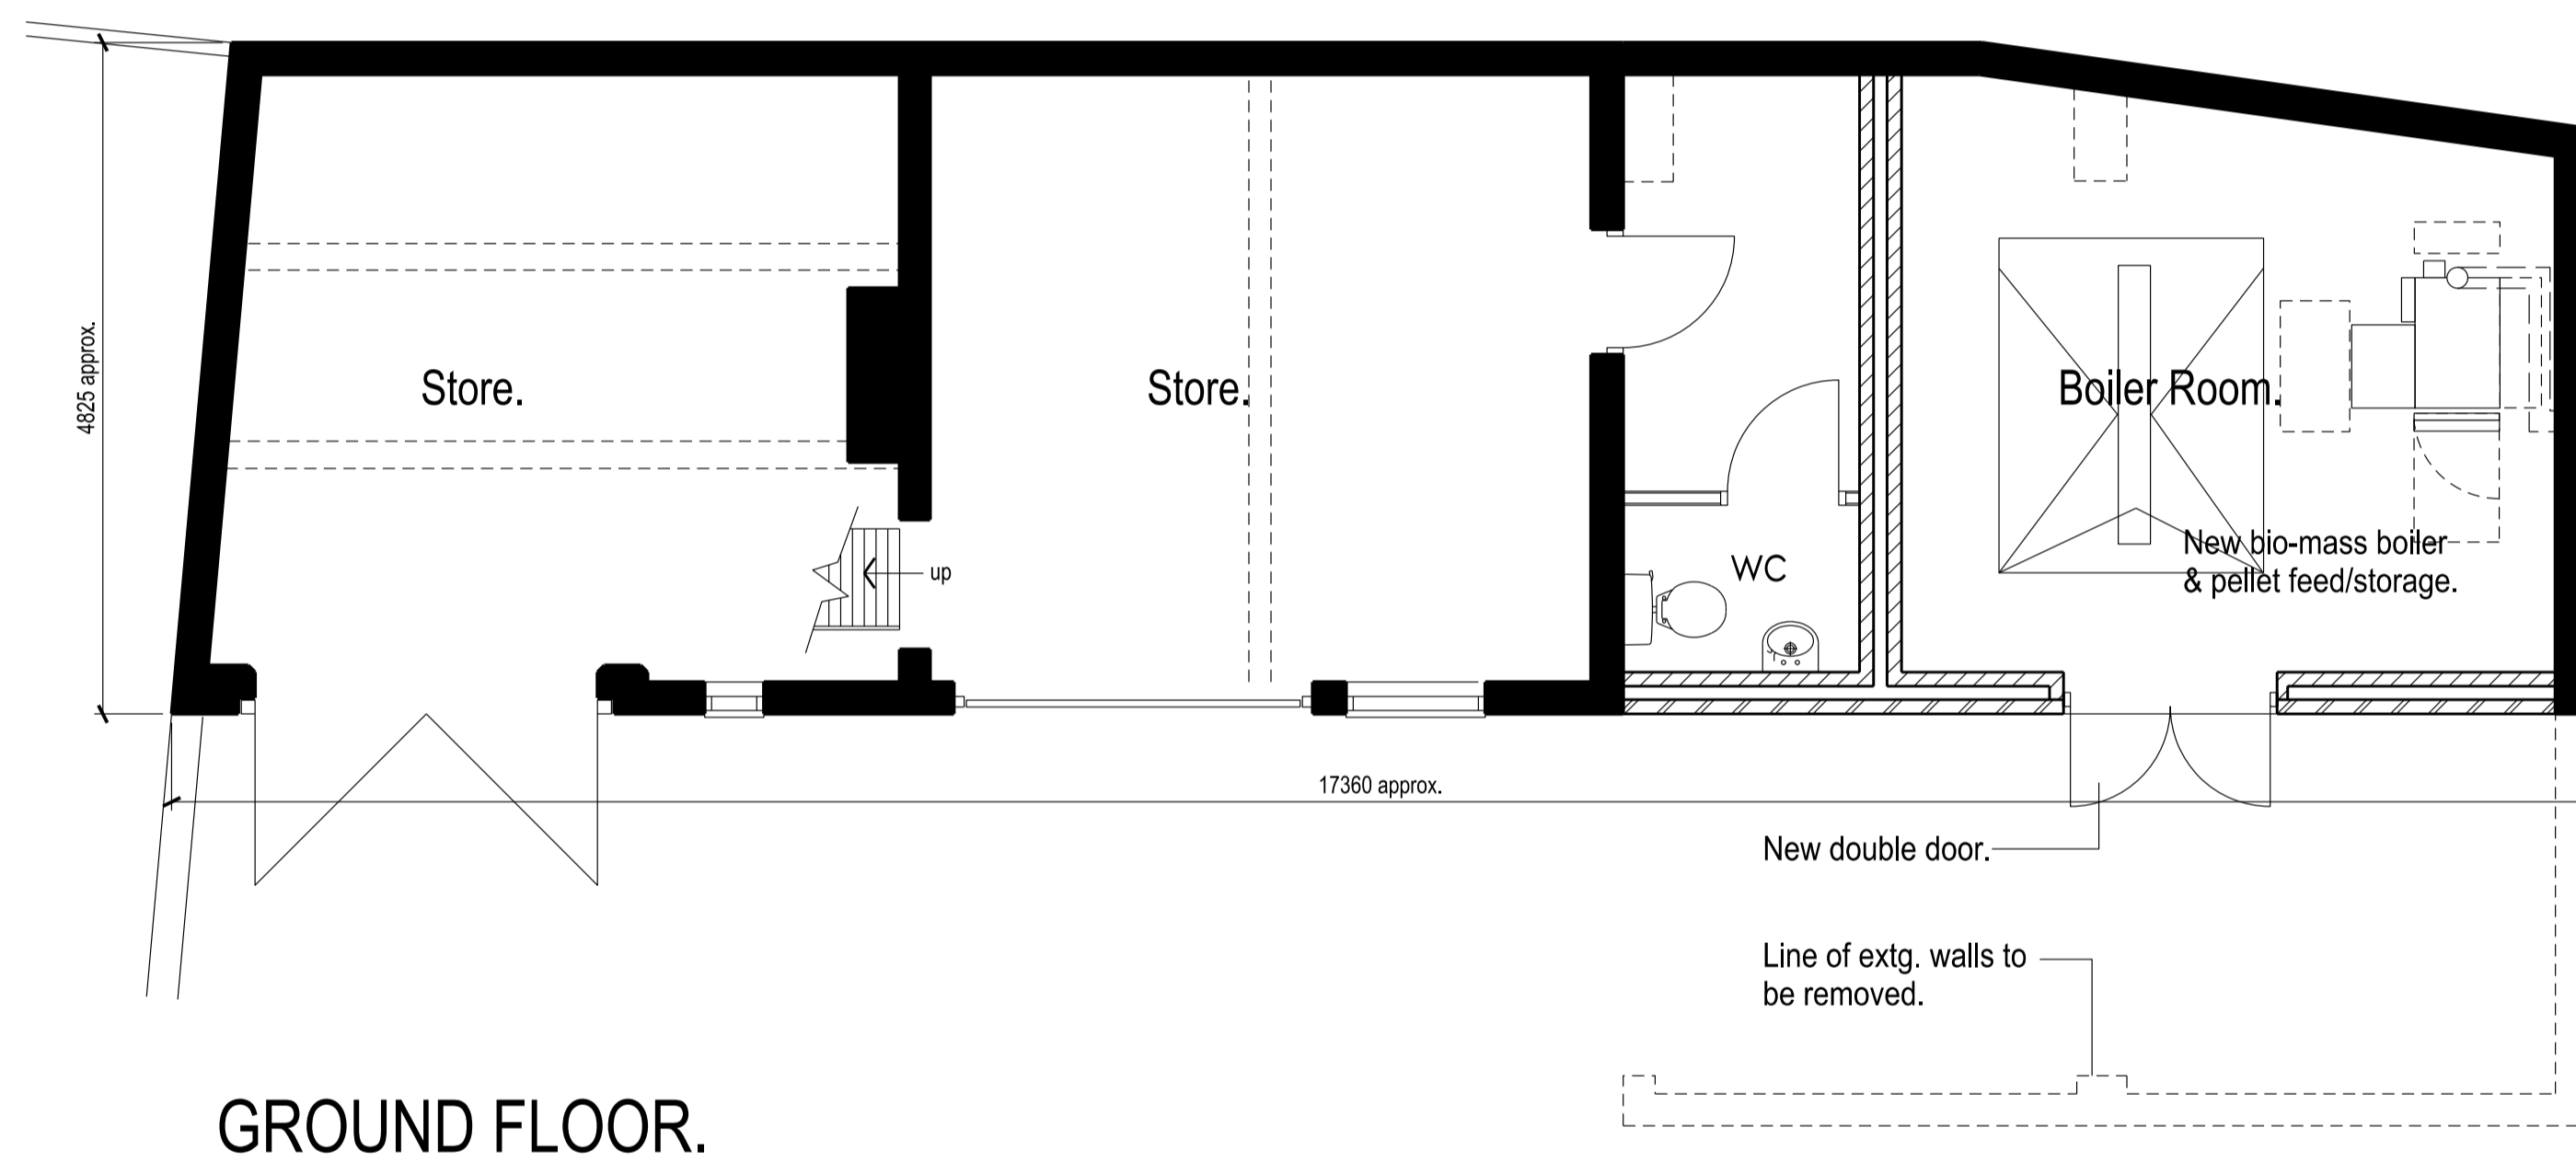 4825 approx.
Store.
Store.
Boiler Room.
up
WC
New bio-mass boiler
& pellet feed/storage.
17360 approx.
New double door.
Line of extg. walls to
be removed.
GROUND FLOOR.